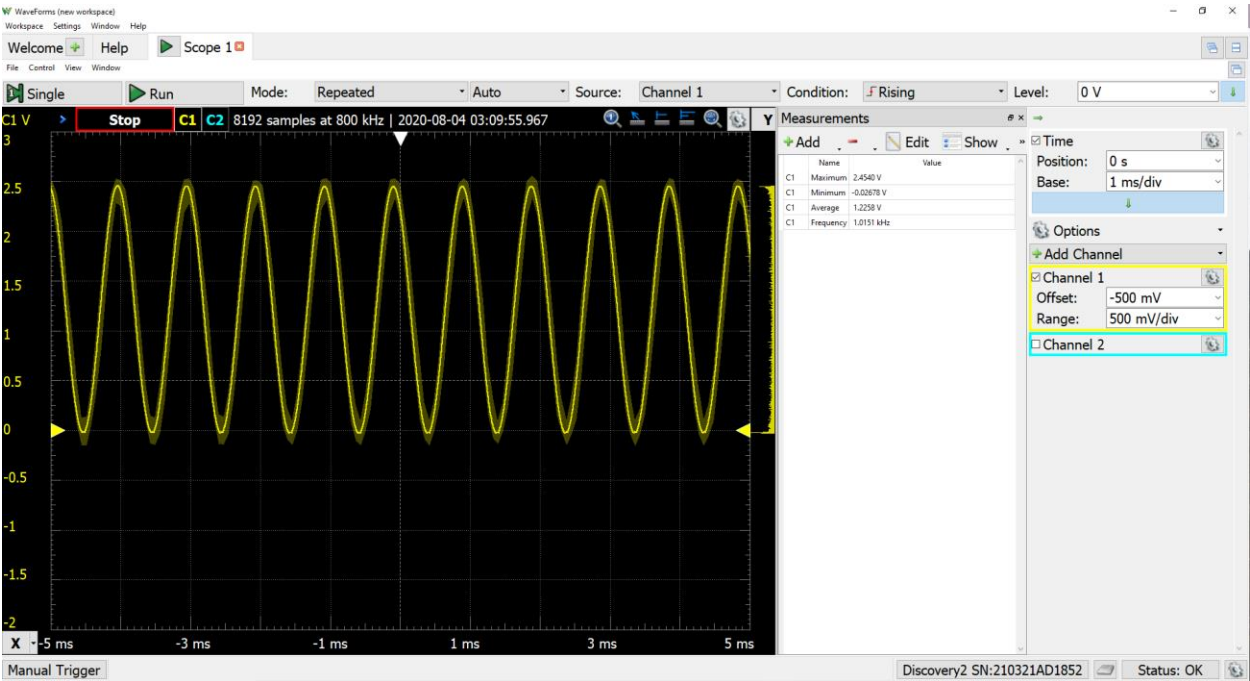 WaveForms (new workspace)
Workspace Settings Window Help
Welcome Help Scope 1
File Control View Window
Single Run Mode: Repeated Auto Source: Channel 1 Condition: Rising Level: 0 V
C1 V Stop C1 C2 8192 samples at 800 kHz | 2020-08-04 03:09:55.967 Y
3
2.5
2
1.5
1
0.5
0
-0.5
-1
-1.5
-2
X -5 ms -3 ms -1 ms 1 ms 3 ms 5 ms
Measurements
Add Edit Show »
Name Value
C1 Maximum 2.4540 V
C1 Minimum -0.02678 V
C1 Average 1.2258 V
C1 Frequency 1.0151 kHz
Time
Position: 0 s
Base: 1 ms/div
Options
Add Channel
Channel 1
Offset: -500 mV
Range: 500 mV/div
Channel 2
Manual Trigger Discovery2 SN:210321AD1852 Status: OK